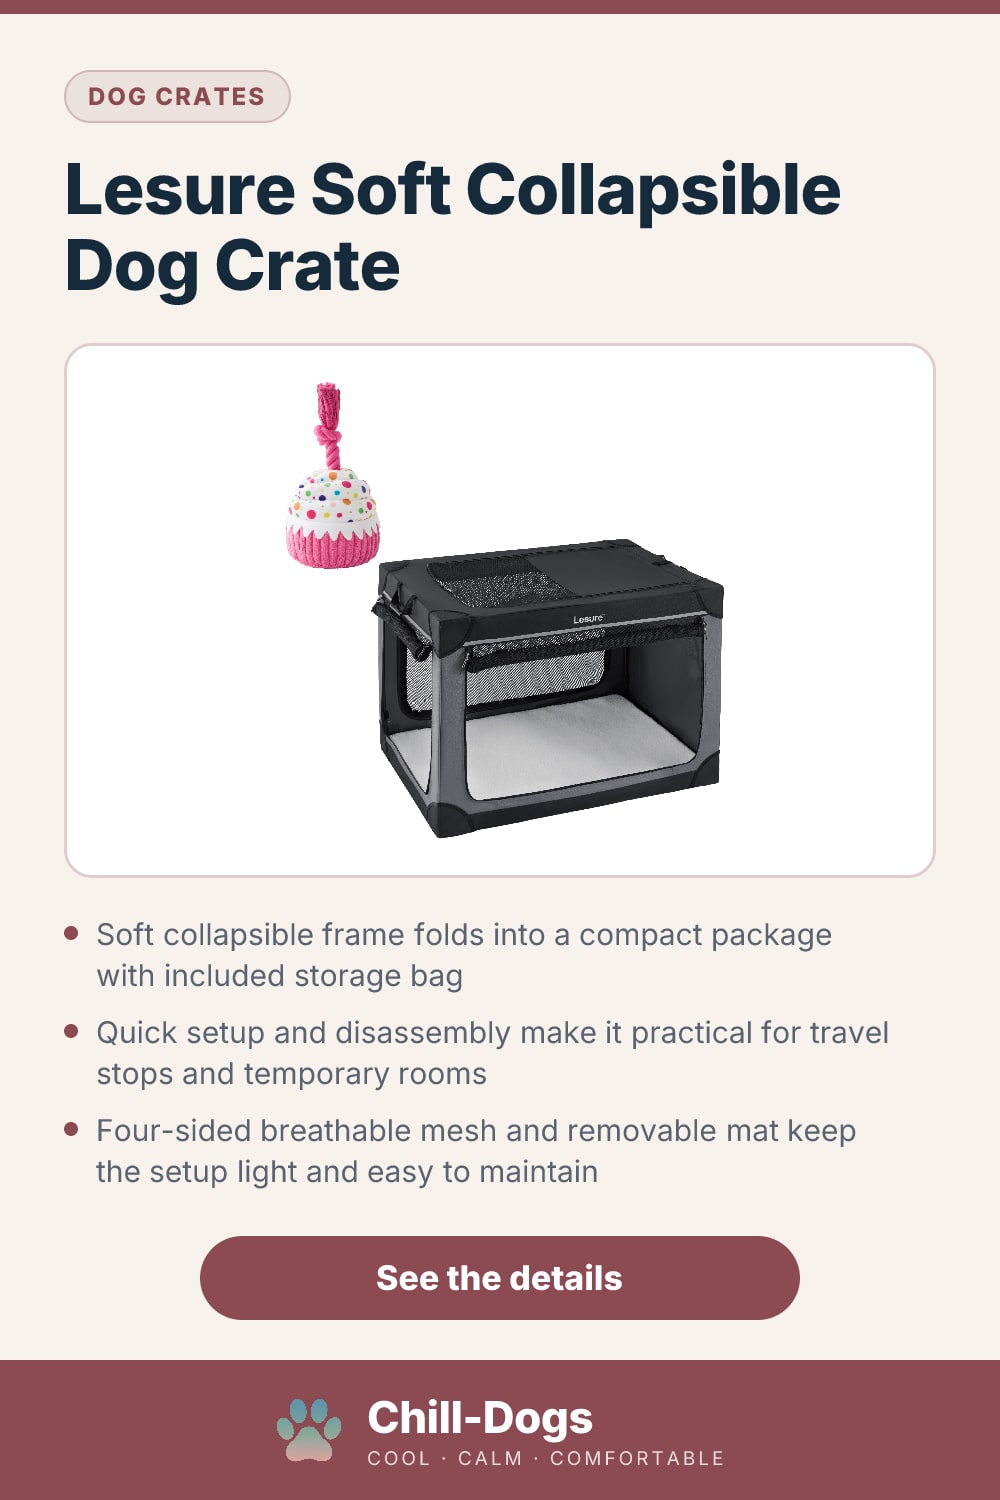 DOG CRATES
Lesure Soft Collapsible
Dog Crate
Lesure
Soft collapsible frame folds into a compact package
with included storage bag
Quick setup and disassembly make it practical for travel
stops and temporary rooms
Four-sided breathable mesh and removable mat keep
the setup light and easy to maintain
See the details
Chill-Dogs
COOL · CALM · COMFORTABLE